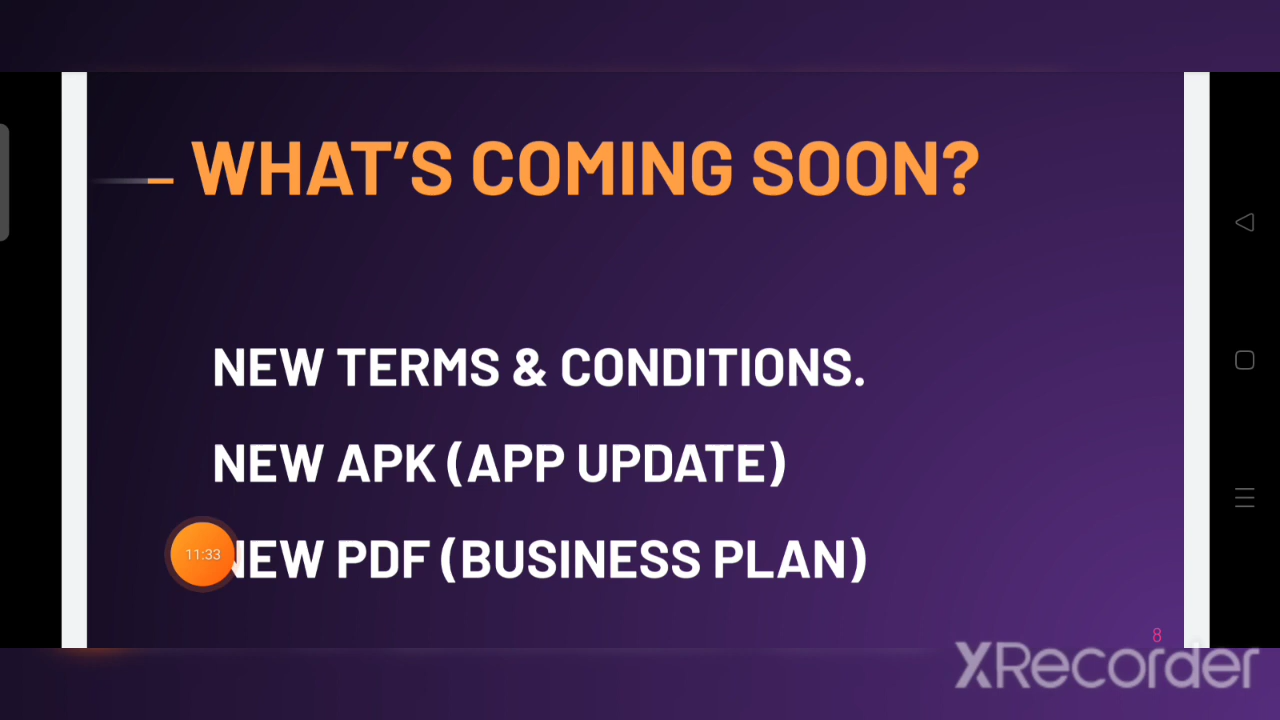 WHAT'S COMING SOON?
NEW TERMS & CONDITIONS.
NEW APK (APP UPDATE)
11:33
NEW PDF (BUSINESS PLAN)
8
XRecorder